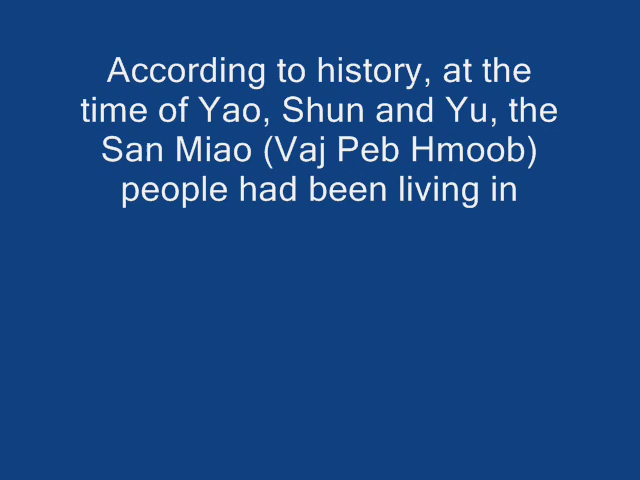 According to history, at the
time of Yao, Shun and Yu, the
San Miao (Vaj Peb Hmoob)
people had been living in